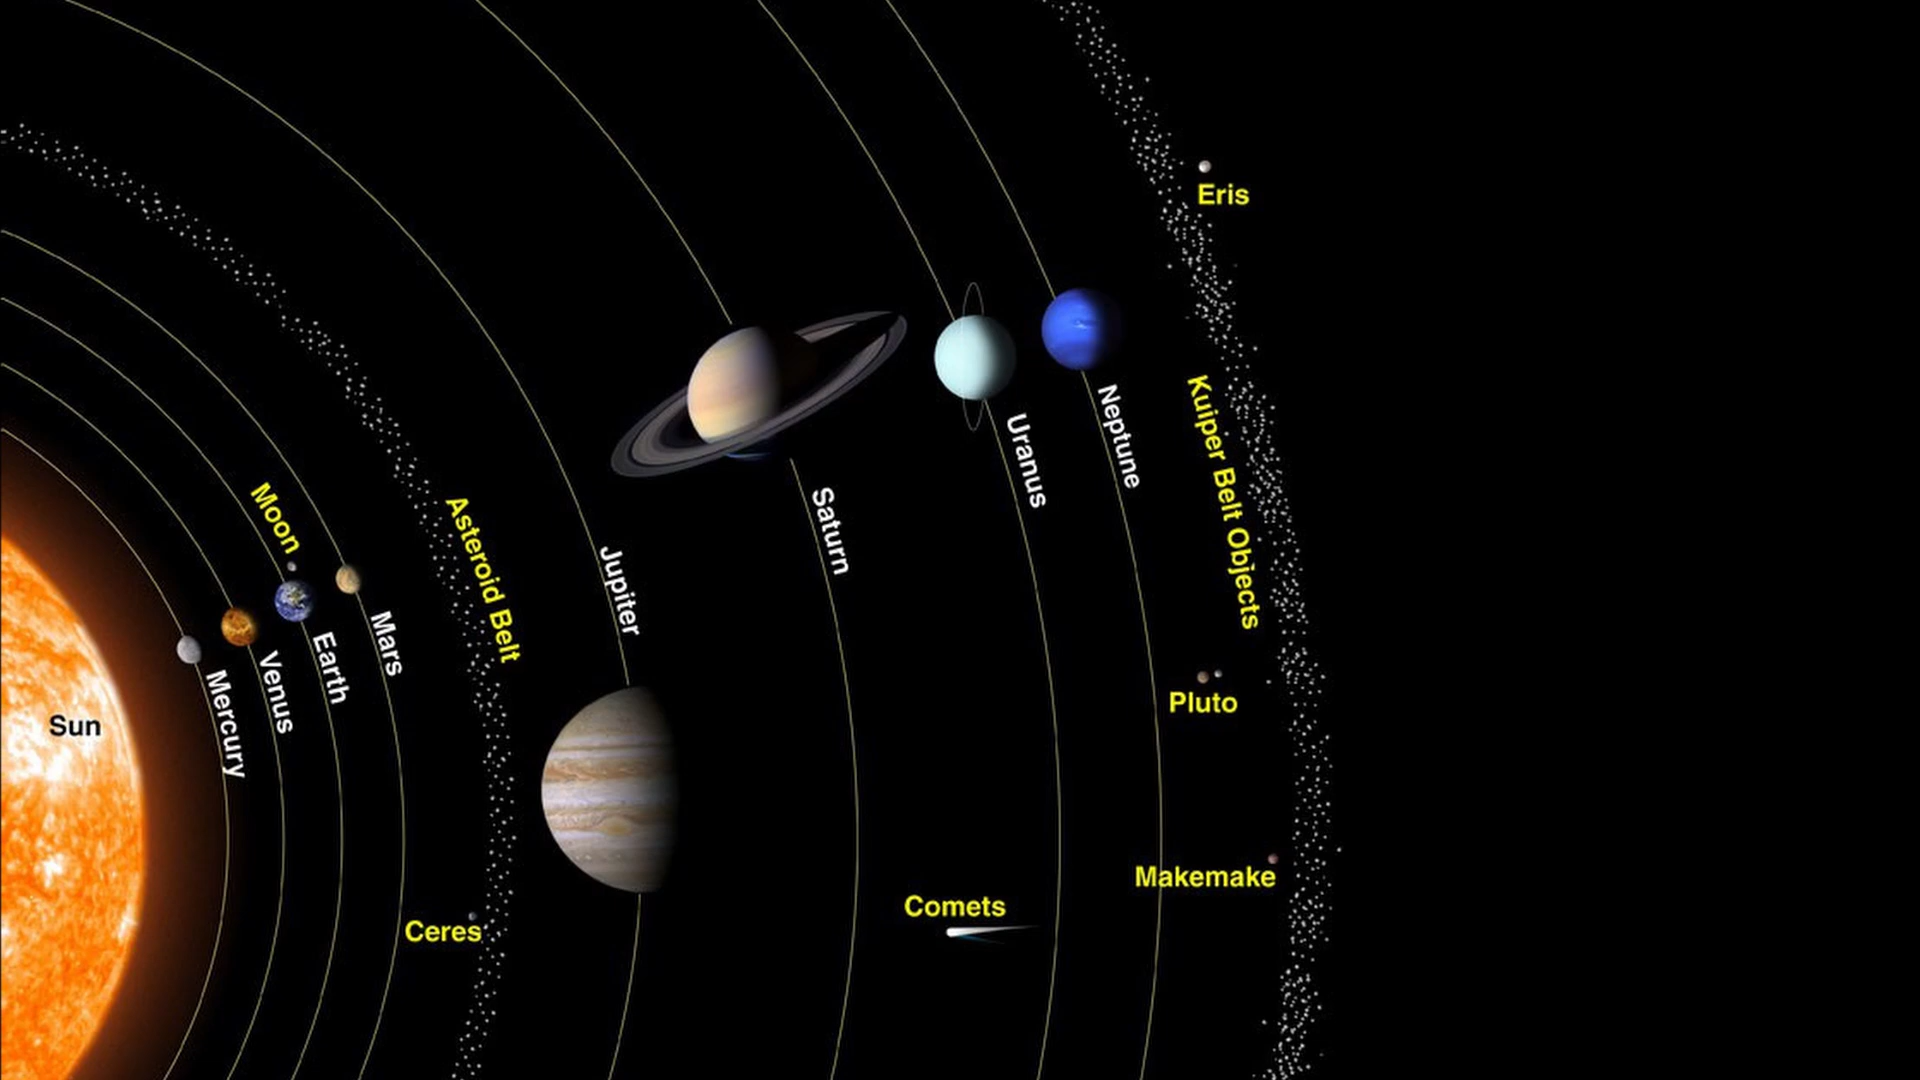 Eris
Kuiper Belt Objects
Neptune
Uranus
Saturn
Jupiter
Asteroid Belt
Moon
Mars
Earth
Venus
Mercury
Sun
Pluto
Makemake
Comets
Ceres